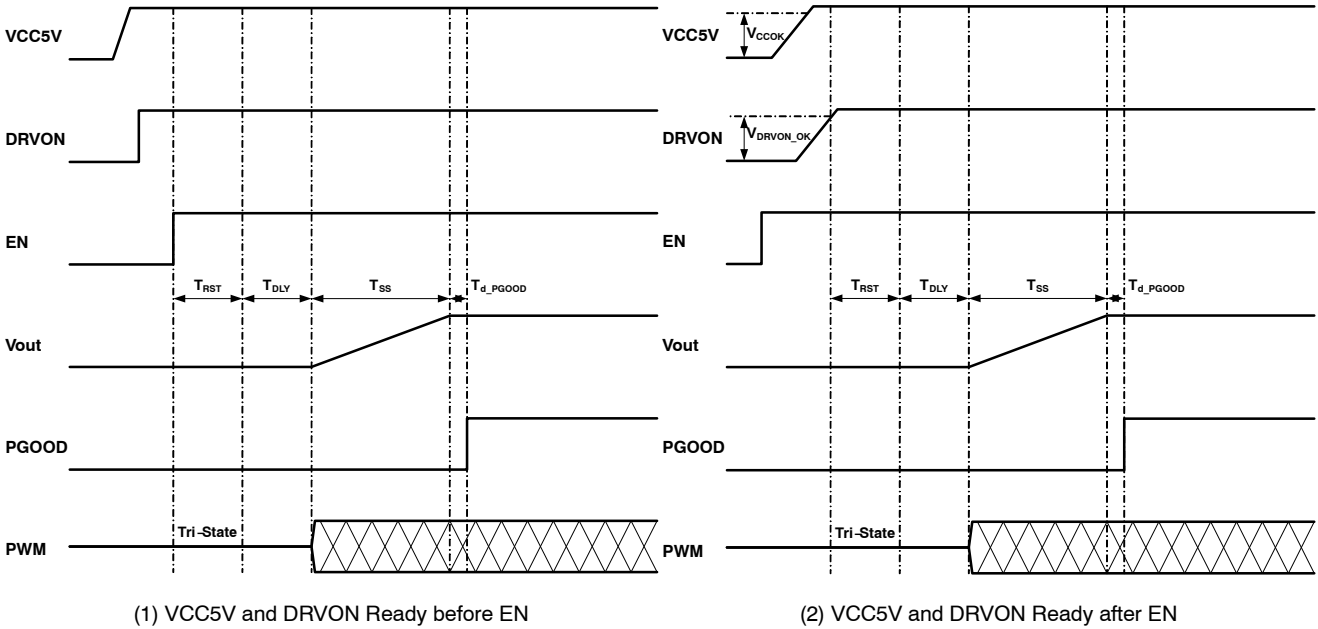 VCC5V
DRVON
EN
TRST
TDLY
TSS
Td_PGOOD
Vout
PGOOD
Tri-State
PWM
(1) VCC5V and DRVON Ready before EN
VCC5V
VCCOK
DRVON
VDRVON_OK
EN
TRST
TDLY
TSS
Td_PGOOD
Vout
PGOOD
Tri-State
PWM
(2) VCC5V and DRVON Ready after EN